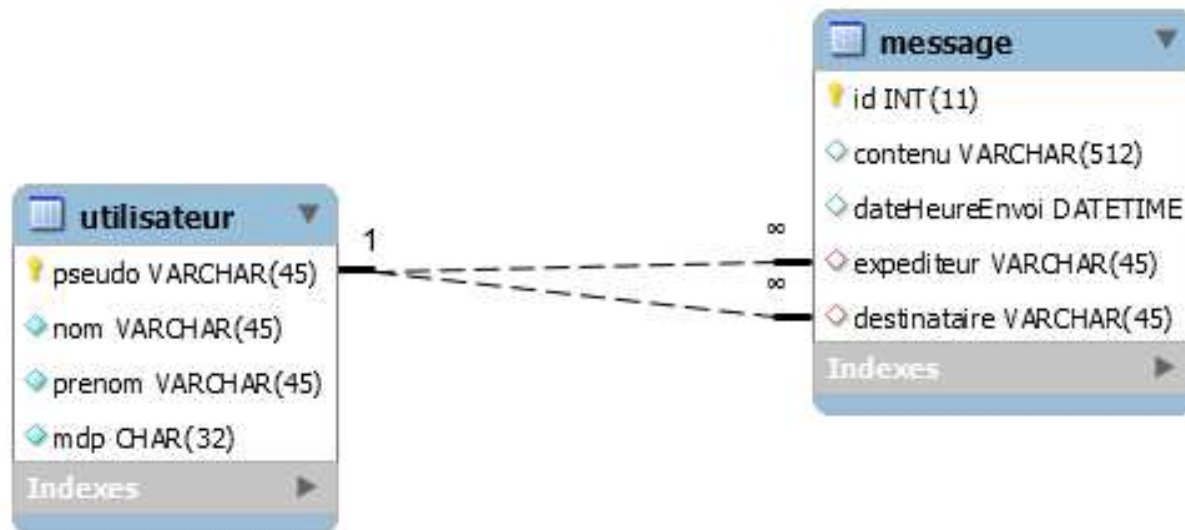 utilisateur
pseudo VARCHAR(45)
nom VARCHAR(45)
prenom VARCHAR(45)
mdp CHAR(32)
Indexes
1
∞
∞
message
id INT(11)
contenu VARCHAR(512)
dateHeureEnvoi DATETIME
expediteur VARCHAR(45)
destinataire VARCHAR(45)
Indexes